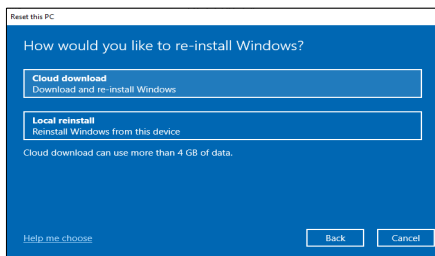 Reset this PC
How would you like to re-install Windows?
Cloud download
Download and re-install Windows
Local reinstall
Reinstall Windows from this device
Cloud download can use more than 4 GB of data.
Help me choose
Back
Cancel